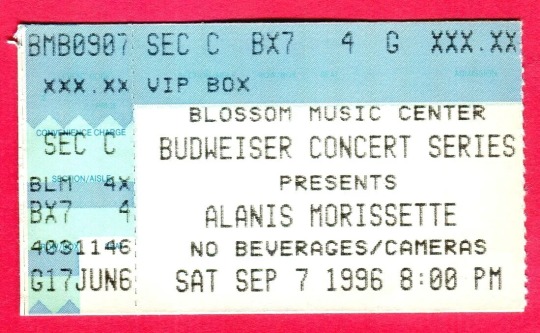 BMB0907 SEC C BX7 4 G XXX.XX
XXX.XX VIP BOX
BLOSSOM MUSIC CENTER
CONVENIENCE CHARGE
SEC C BUDWEISER CONCERT SERIES
SECTION/AISLE
BLM 4X PRESENTS
BX7 4 ALANIS MORISSETTE
4031146 NO BEVERAGES/CAMERAS
G17JUN6 SAT SEP 7 1996 8:00 PM